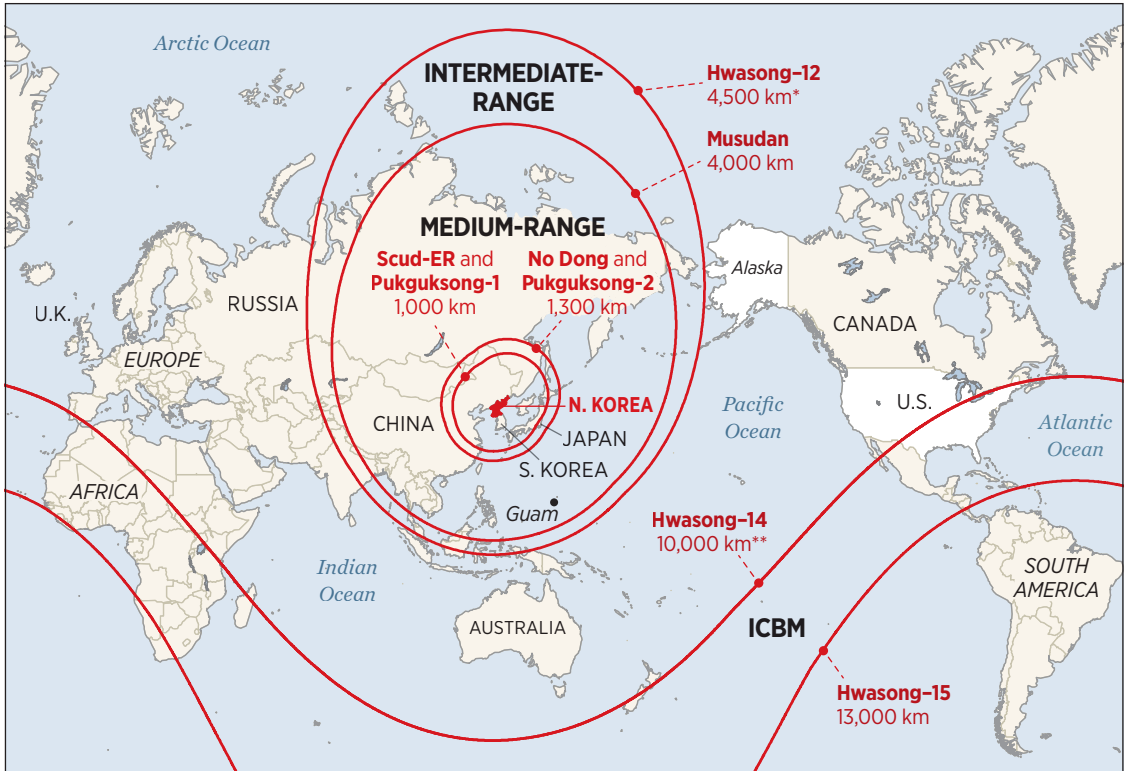 Arctic Ocean
INTERMEDIATE-
RANGE
Hwasong–12
4,500 km*
Musudan
4,000 km
MEDIUM-RANGE
Scud-ER and
Pukguksong-1
1,000 km
No Dong and
Pukguksong-2
1,300 km
Alaska
RUSSIA
U.K.
EUROPE
CANADA
U.S.
N. KOREA
CHINA
JAPAN
S. KOREA
Pacific
Ocean
Atlantic
Ocean
AFRICA
Guam
Hwasong–14
10,000 km**
Indian
Ocean
SOUTH
AMERICA
AUSTRALIA
ICBM
Hwasong–15
13,000 km